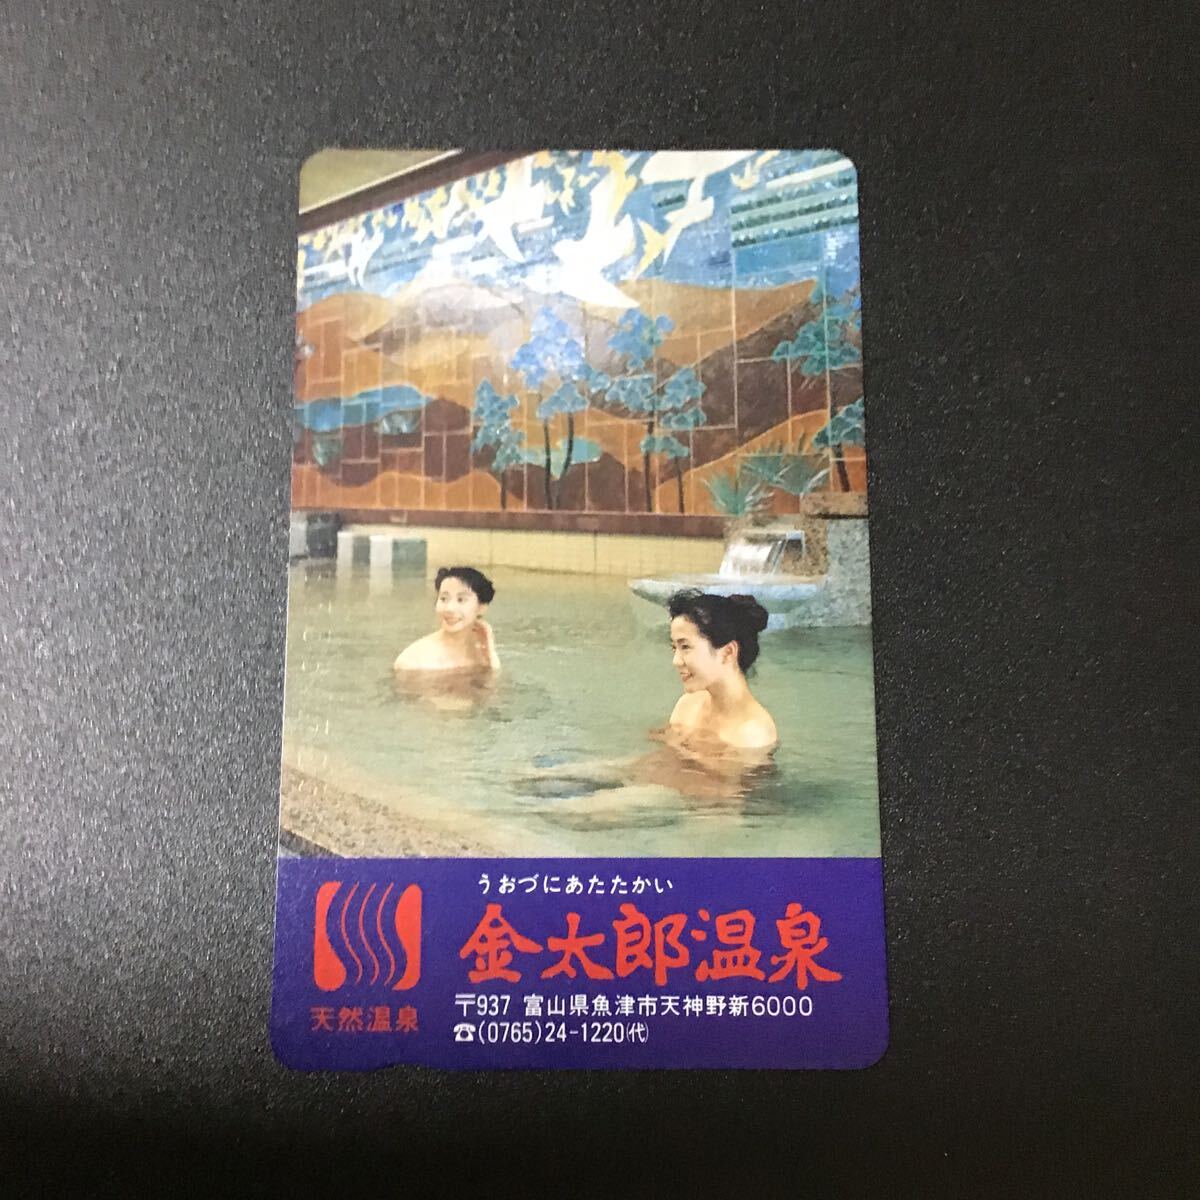 うおづにあたたかい
金太郎温泉
天然温泉
〒937 富山県魚津市天神野新6000
☎(0765)24-1220㈹